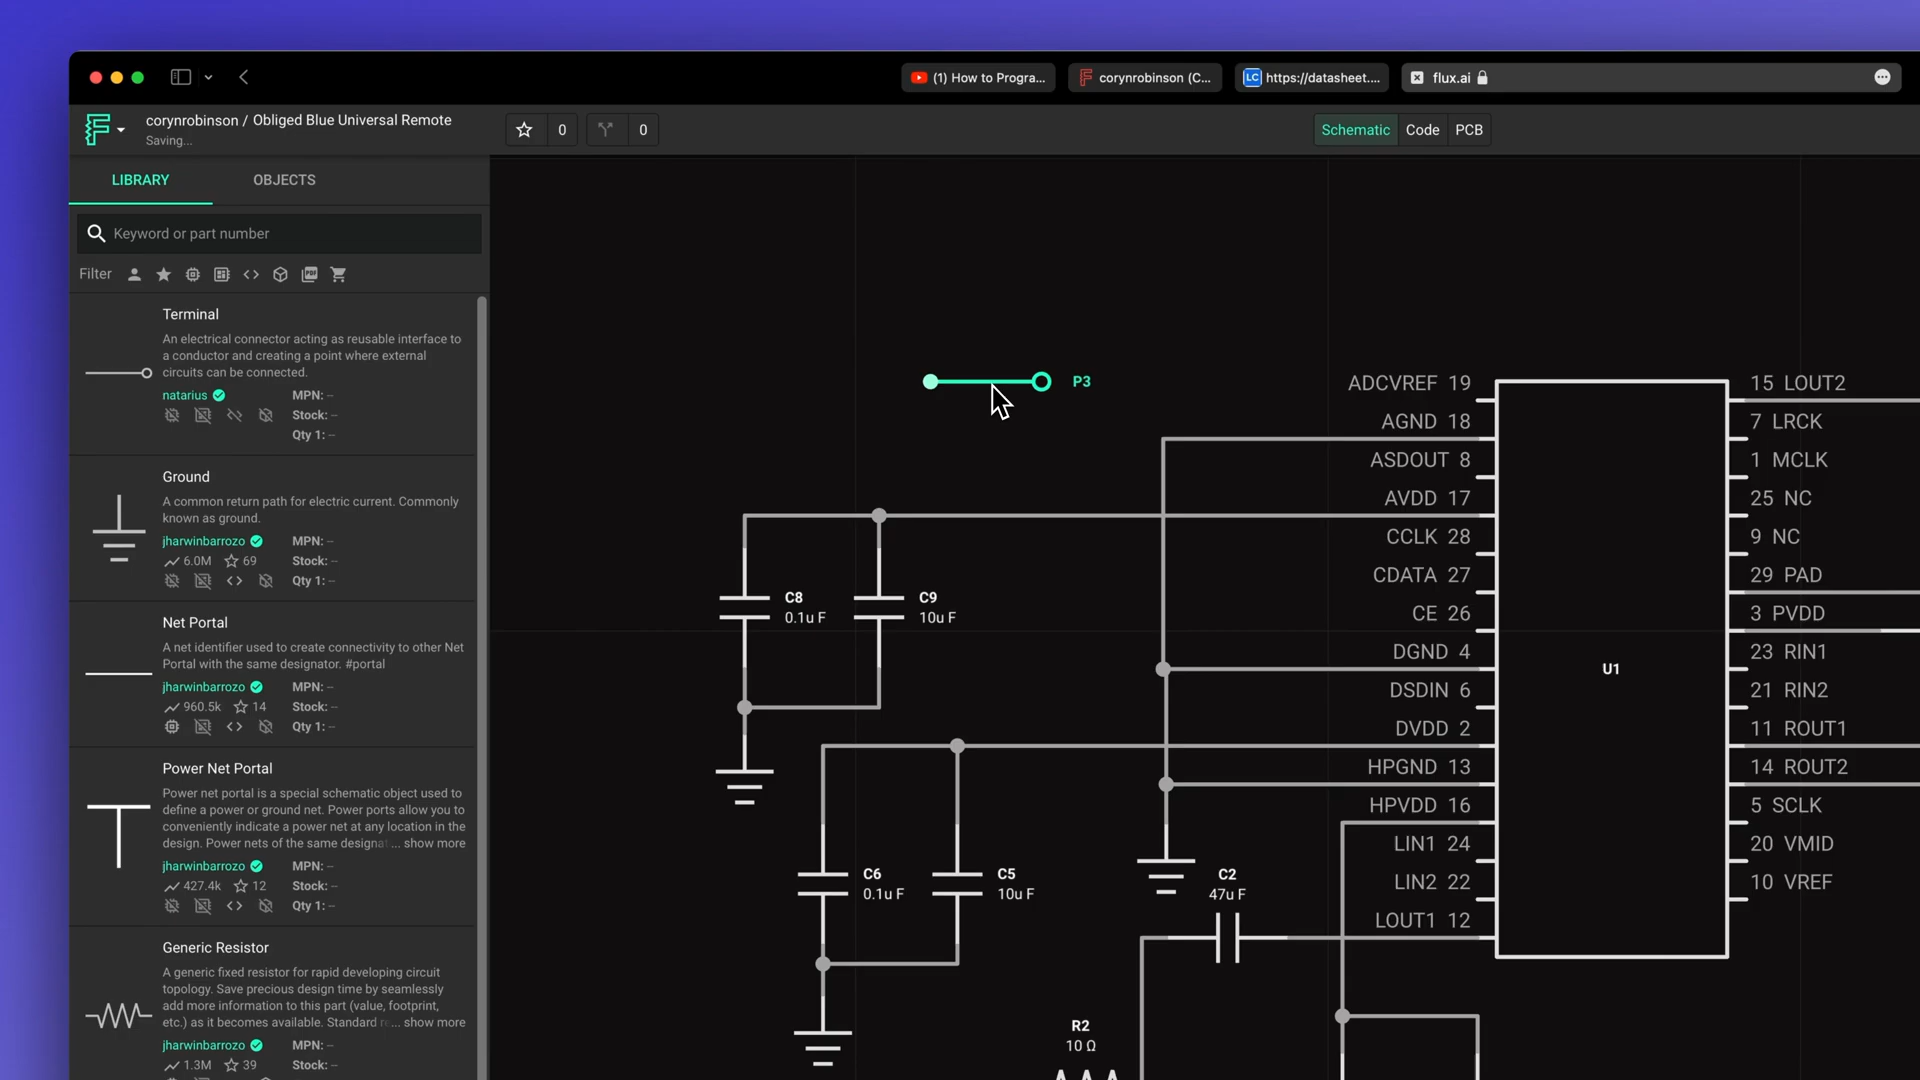 (1) How to Progra...
corynrobinson (C...
LC https://datasheet....
flux.ai
corynrobinson / Obliged Blue Universal Remote
Saving...
0
0
Schematic
Code
PCB
LIBRARY
OBJECTS
Keyword or part number
Filter
PDF
Terminal
An electrical connector acting as reusable interface to
a conductor and creating a point where external
circuits can be connected.
natarius
MPN: --
Stock: --
Qty 1: --
Ground
A common return path for electric current. Commonly
known as ground.
jharwinbarrozo
MPN: --
6.0M
69
Stock: --
Qty 1: --
Net Portal
A net identifier used to create connectivity to other Net
Portal with the same designator. #portal
jharwinbarrozo
MPN: --
960.5k
14
Stock: --
Qty 1: --
Power Net Portal
Power net portal is a special schematic object used to
define a power or ground net. Power ports allow you to
conveniently indicate a power net at any location in the
design. Power nets of the same designat ... show more
jharwinbarrozo
MPN: --
427.4k
12
Stock: --
Qty 1: --
Generic Resistor
A generic fixed resistor for rapid developing circuit
topology. Save precious design time by seamlessly
add more information to this part (value, footprint,
etc.) as it becomes available. Standard re... show more
jharwinbarrozo
MPN: --
1.3M
39
Stock: --
P3
ADCVREF 19
AGND 18
ASDOUT 8
AVDD 17
CCLK 28
CDATA 27
CE 26
DGND 4
DSDIN 6
DVDD 2
HPGND 13
HPVDD 16
LIN1 24
LIN2 22
LOUT1 12
U1
15 LOUT2
7 LRCK
1 MCLK
25 NC
9 NC
29 PAD
3 PVDD
23 RIN1
21 RIN2
11 ROUT1
14 ROUT2
5 SCLK
20 VMID
10 VREF
C8
0.1u F
C9
10u F
C6
0.1u F
C5
10u F
C2
47u F
R2
10 Ω